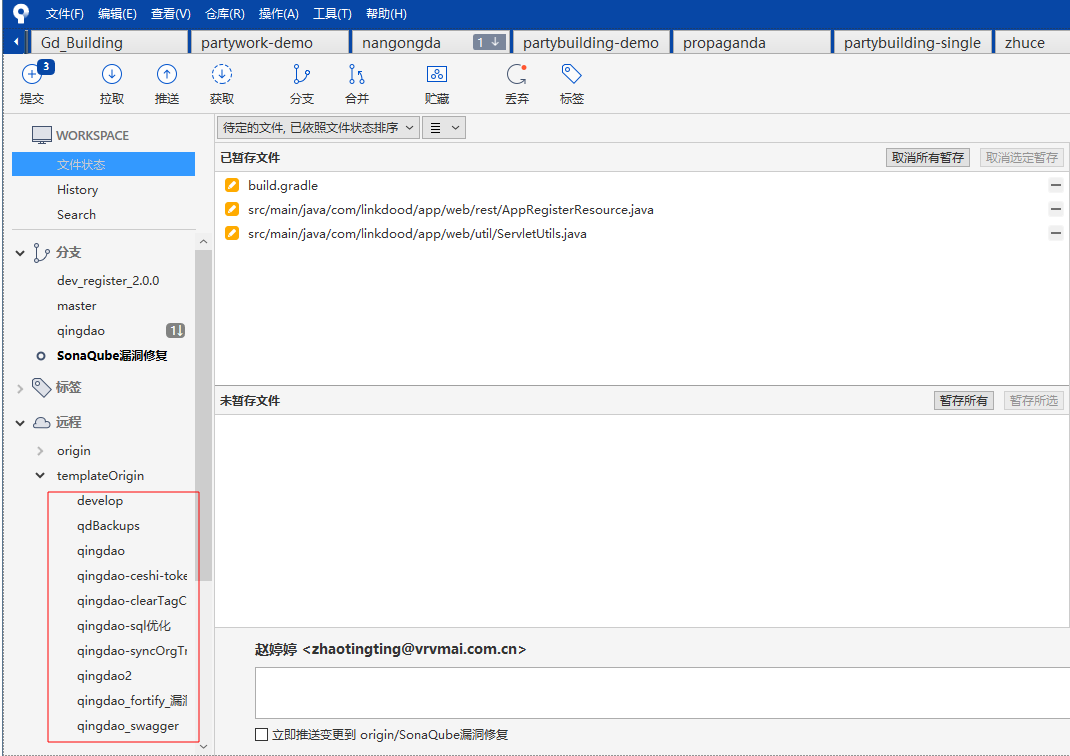 文件(F) 编辑(E) 查看(V) 仓库(R) 操作(A) 工具(T) 帮助(H)
Gd_Building partywork-demo nangongda 1 ↓ partybuilding-demo propaganda partybuilding-single zhuce
3
提交 拉取 推送 获取 分支 合并 贮藏 丢弃 标签
WORKSPACE
文件状态
History
Search
分支
dev_register_2.0.0
master
qingdao 1↓
SonaQube漏洞修复
标签
远程
origin
templateOrigin
develop
qdBackups
qingdao
qingdao-ceshi-toke
qingdao-clearTagC
qingdao-sql优化
qingdao-syncOrgTr
qingdao2
qingdao_fortify_漏洞
qingdao_swagger
待定的文件, 已依照文件状态排序
已暂存文件 取消所有暂存 取消选定暂存
build.gradle
src/main/java/com/linkdood/app/web/rest/AppRegisterResource.java
src/main/java/com/linkdood/app/web/util/ServletUtils.java
未暂存文件 暂存所有 暂存所选
赵婷婷 <zhaotingting@vrvmai.com.cn>
立即推送变更到 origin/SonaQube漏洞修复